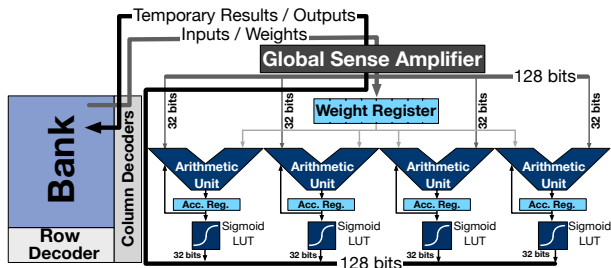 Temporary Results / Outputs
Inputs / Weights
Global Sense Amplifier
128 bits
32 bits
32 bits
32 bits
32 bits
Weight Register
Bank
Column Decoders
Row
Decoder
Arithmetic
Unit
Arithmetic
Unit
Arithmetic
Unit
Arithmetic
Unit
Acc. Reg.
Acc. Reg.
Acc. Reg.
Acc. Reg.
Sigmoid
LUT
Sigmoid
LUT
Sigmoid
LUT
Sigmoid
LUT
32 bits
32 bits
32 bits
32 bits
128 bits